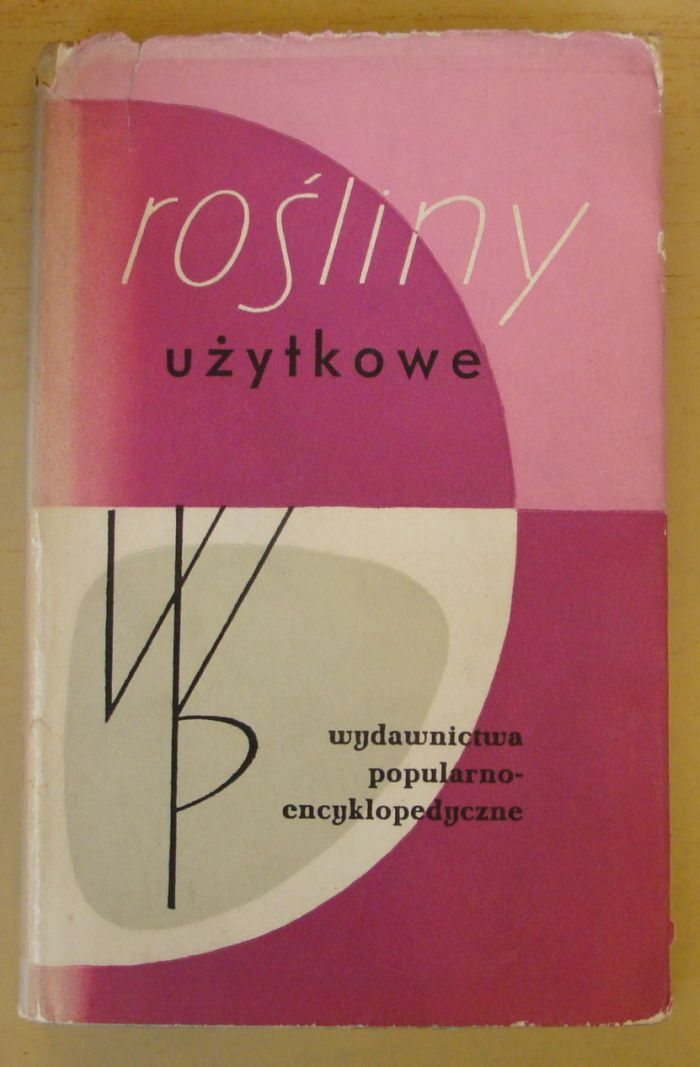 rośliny
użytkowe
WP
wydawnictwa
popularno-
encyklopedyczne